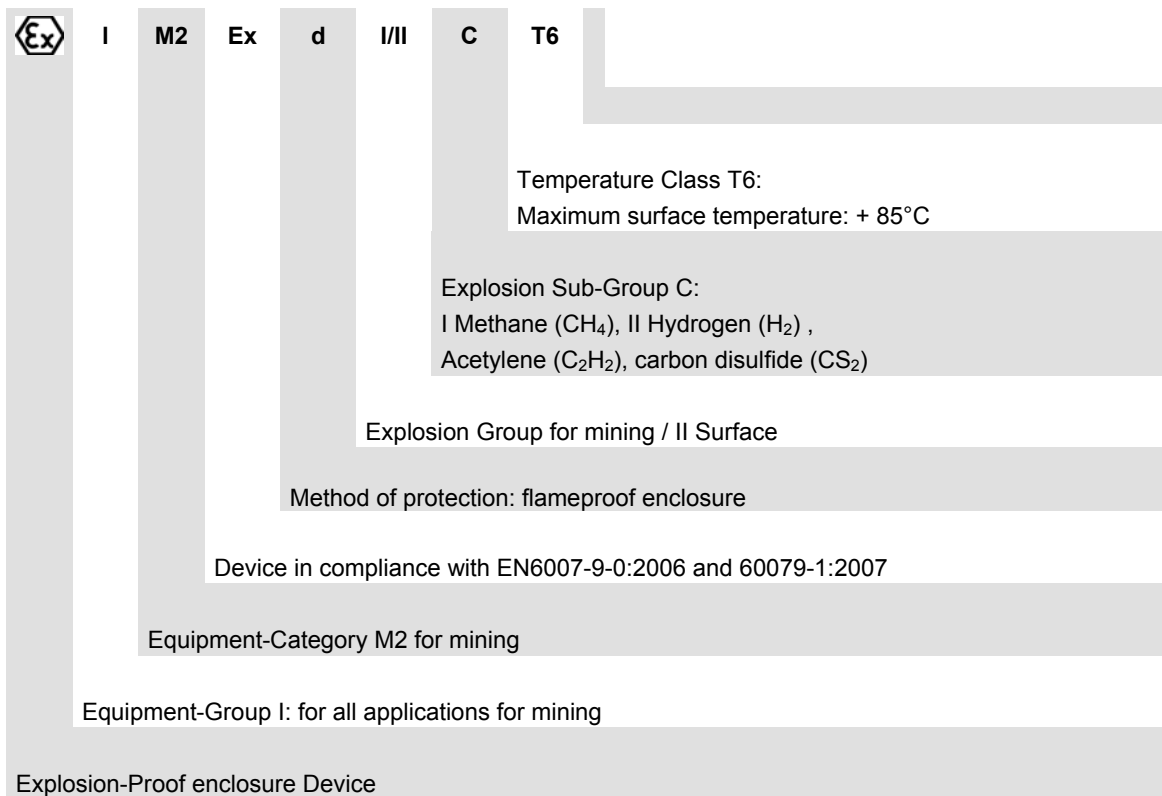 Ex I M2 Ex d I/II C T6
Temperature Class T6:
Maximum surface temperature: + 85°C
Explosion Sub-Group C:
I Methane (CH₄), II Hydrogen (H₂) ,
Acetylene (C₂H₂), carbon disulfide (CS₂)
Explosion Group for mining / II Surface
Method of protection: flameproof enclosure
Device in compliance with EN6007-9-0:2006 and 60079-1:2007
Equipment-Category M2 for mining
Equipment-Group I: for all applications for mining
Explosion-Proof enclosure Device